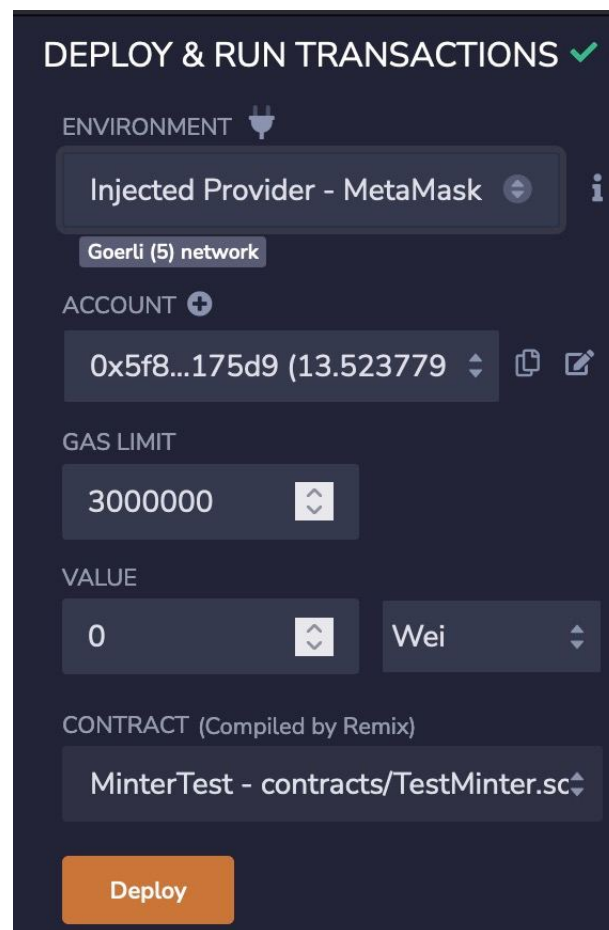 DEPLOY & RUN TRANSACTIONS
ENVIRONMENT
Injected Provider - MetaMask
Goerli (5) network
ACCOUNT
0x5f8...175d9 (13.523779
GAS LIMIT
3000000
VALUE
0 Wei
CONTRACT (Compiled by Remix)
MinterTest - contracts/TestMinter.sc
Deploy